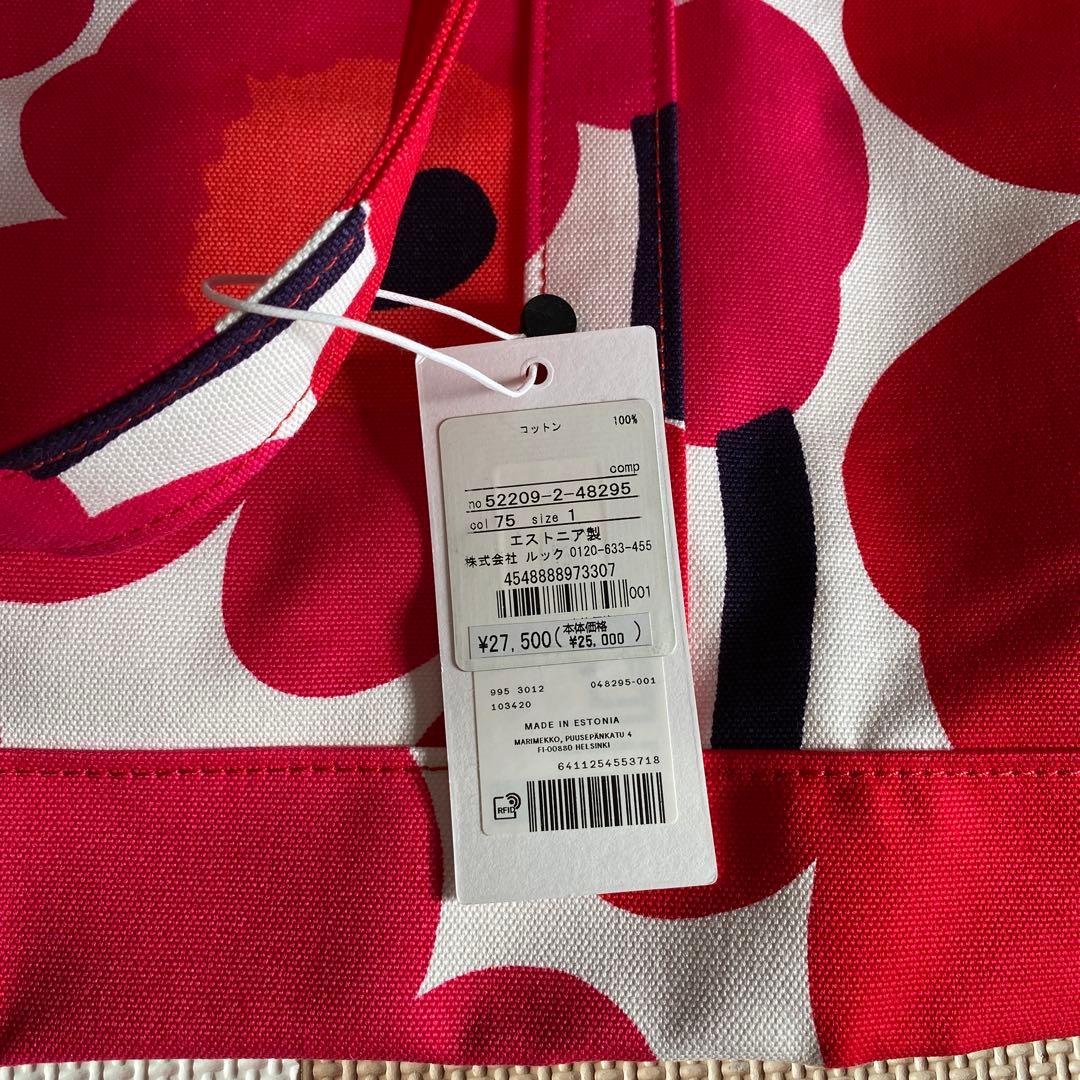 コットン 100%
comp
no 52209-2-48295
col 75 size 1
エストニア製
株式会社 ルック 0120-633-455
4548888973307
001
¥27,500(本体価格 ¥25,000)
995 3012 048295-001
103420
MADE IN ESTONIA
MARIMEKKO, PUUSEPÄNKATU 4
FI-00880 HELSINKI
6411254553718
RFID